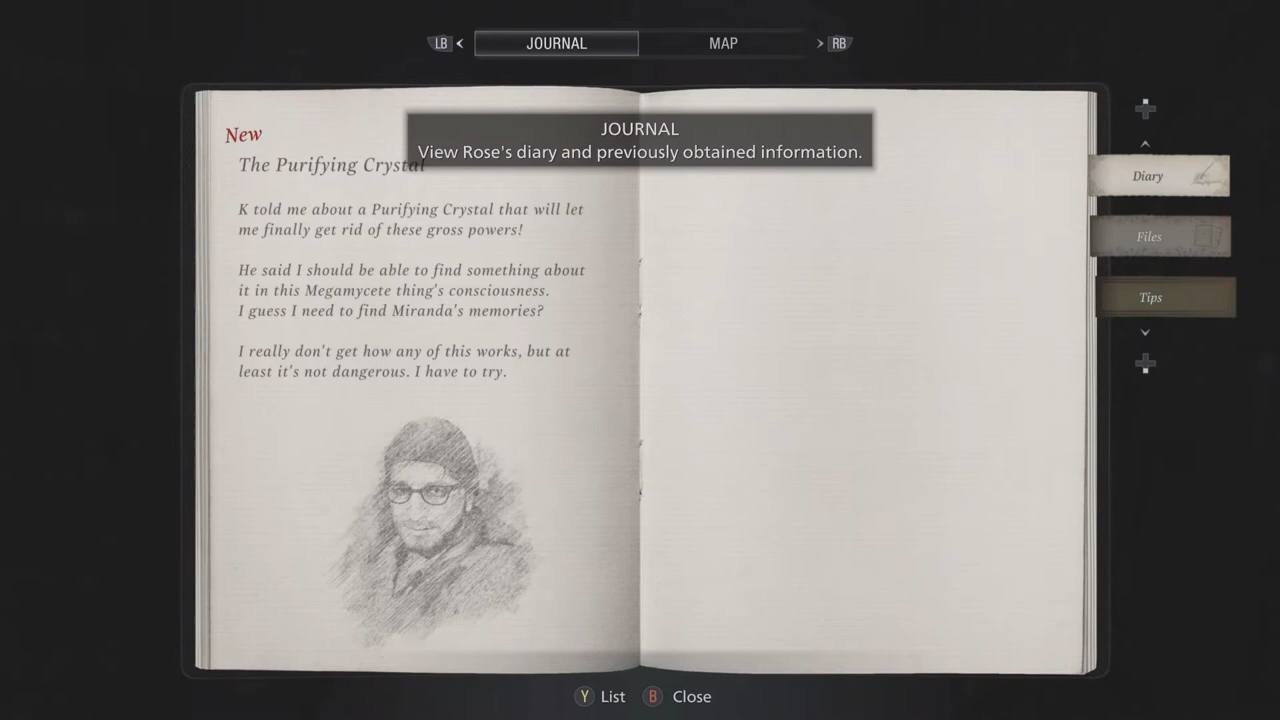 LB
JOURNAL
MAP
RB
JOURNAL
View Rose's diary and previously obtained information.
New
The Purifying Crystal
K told me about a Purifying Crystal that will let
me finally get rid of these gross powers!
He said I should be able to find something about
it in this Megamycete thing's consciousness.
I guess I need to find Miranda's memories?
I really don't get how any of this works, but at
least it's not dangerous. I have to try.
Diary
Files
Tips
Y List B Close